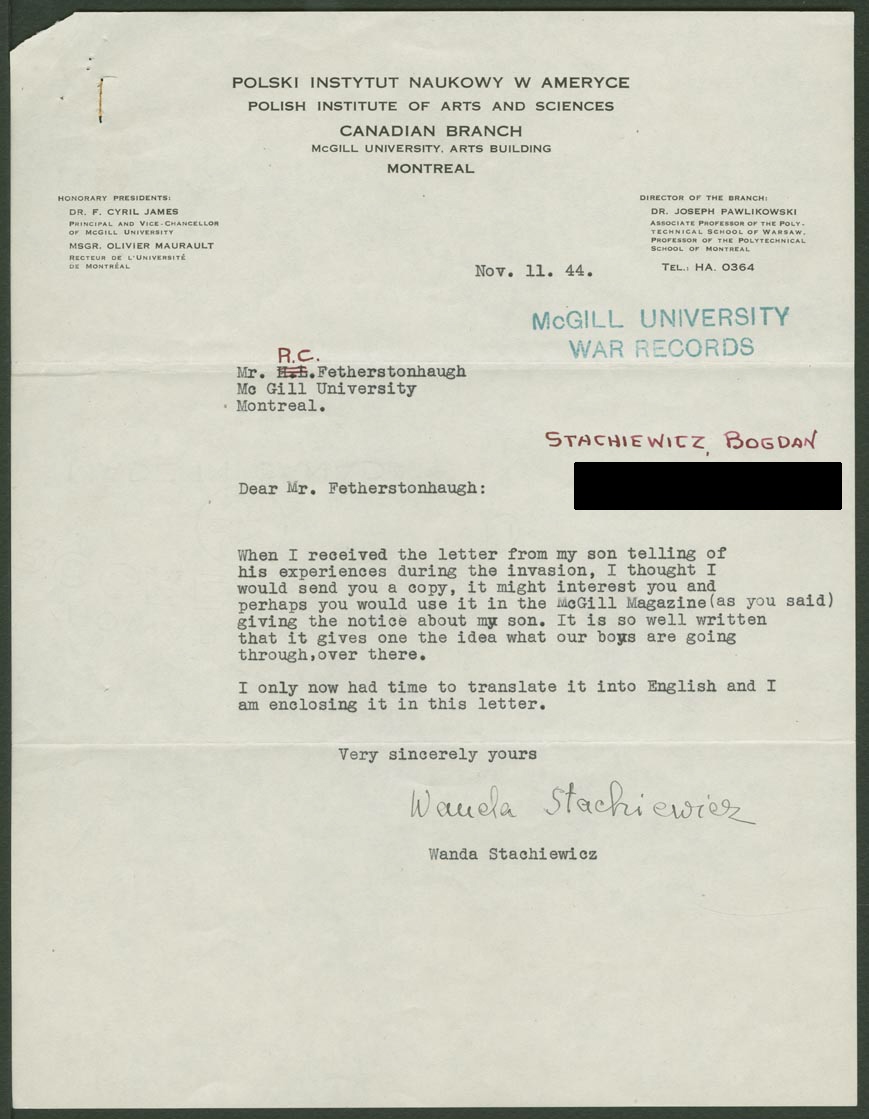 POLSKI INSTYTUT NAUKOWY W AMERYCE
POLISH INSTITUTE OF ARTS AND SCIENCES
CANADIAN BRANCH
McGILL UNIVERSITY, ARTS BUILDING
MONTREAL
HONORARY PRESIDENTS:
DR. F. CYRIL JAMES
PRINCIPAL AND VICE-CHANCELLOR
OF McGILL UNIVERSITY
MSGR. OLIVIER MAURAULT
RECTEUR DE L'UNIVERSITÉ
DE MONTRÉAL
DIRECTOR OF THE BRANCH:
DR. JOSEPH PAWLIKOWSKI
ASSOCIATE PROFESSOR OF THE POLY-
TECHNICAL SCHOOL OF WARSAW,
PROFESSOR OF THE POLYTECHNICAL
SCHOOL OF MONTREAL
TEL.: HA. 0364
Nov. 11. 44.
McGILL UNIVERSITY
WAR RECORDS
R.C.
Mr. Fetherstonhaugh
Mc Gill University
Montreal.
STACHIEWICZ, BOGDAN
Dear Mr. Fetherstonhaugh:
When I received the letter from my son telling of
his experiences during the invasion, I thought I
would send you a copy, it might interest you and
perhaps you would use it in the McGill Magazine(as you said)
giving the notice about my son. It is so well written
that it gives one the idea what our boys are going
through,over there.
I only now had time to translate it into English and I
am enclosing it in this letter.
Very sincerely yours
Wanda Stachiewicz
Wanda Stachiewicz